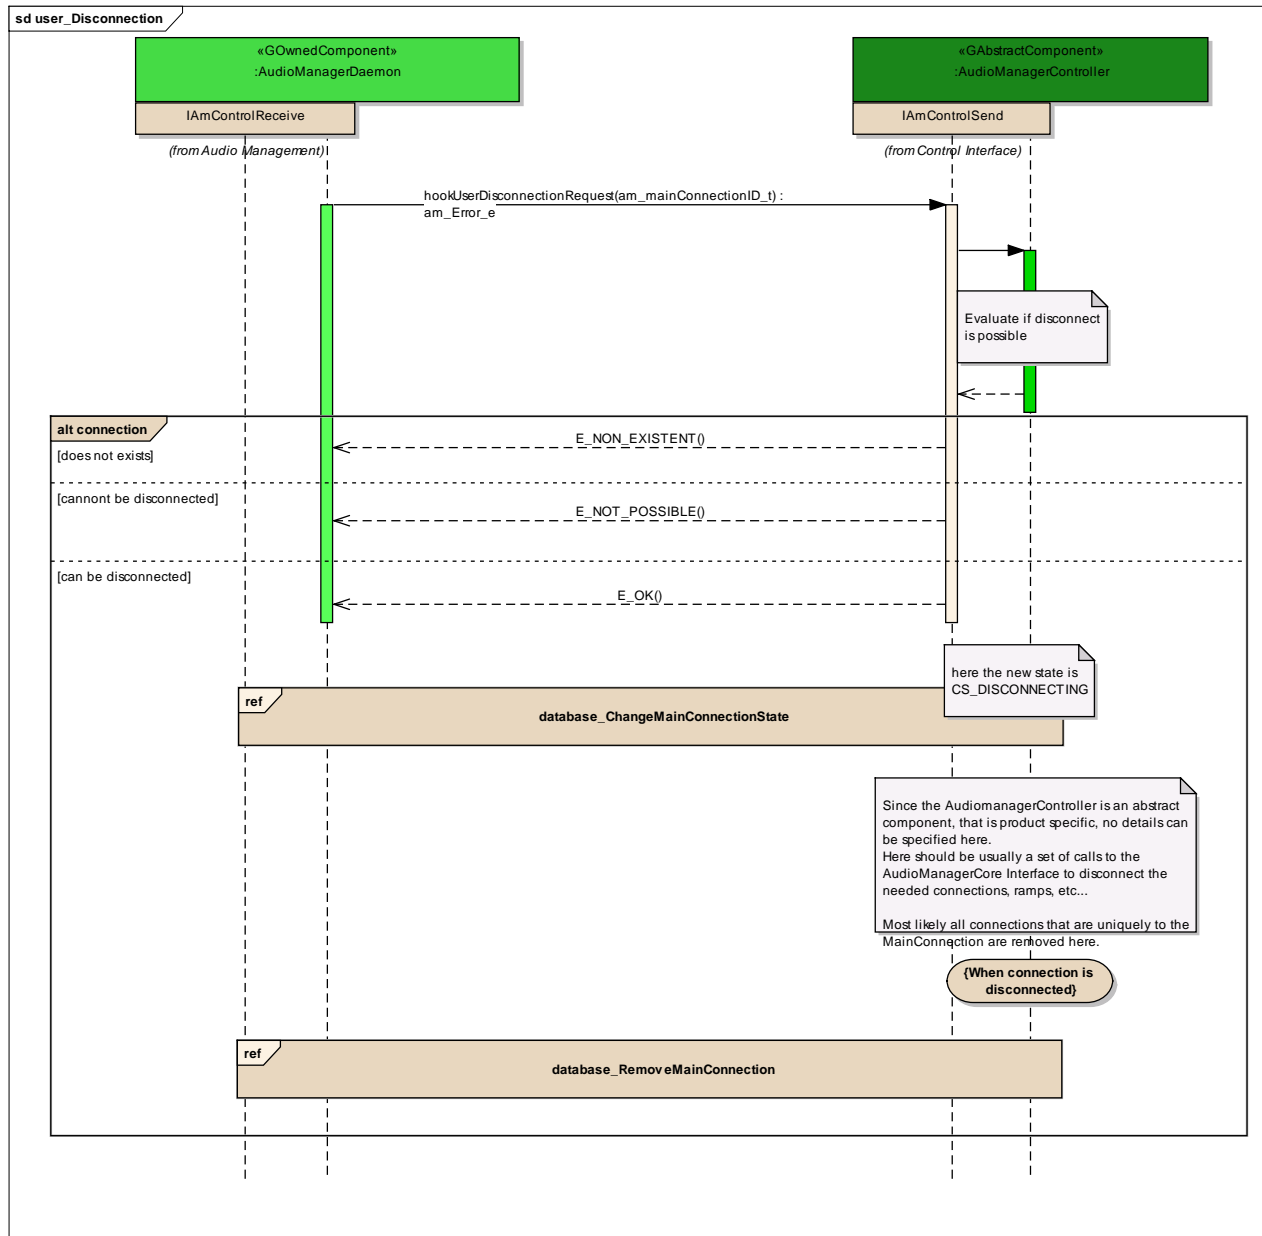 sd user_Disconnection
«GOwnedComponent»
:AudioManagerDaemon
«GAbstractComponent»
:AudioManagerController
IAmControlReceive
IAmControlSend
(from Audio Management)
(from Control Interface)
hookUserDisconnectionRequest(am_mainConnectionID_t) :
am_Error_e
Evaluate if disconnect
is possible
alt connection
E_NON_EXISTENT()
[does not exists]
[cannont be disconnected]
E_NOT_POSSIBLE()
[can be disconnected]
E_OK()
here the new state is
CS_DISCONNECTING
ref
database_ChangeMainConnectionState
Since the AudiomanagerController is an abstract
component, that is product specific, no details can
be specified here.
Here should be usually a set of calls to the
AudioManagerCore Interface to disconnect the
needed connections, ramps, etc...
Most likely all connections that are uniquely to the
MainConnection are removed here.
{When connection is
disconnected}
ref
database_RemoveMainConnection